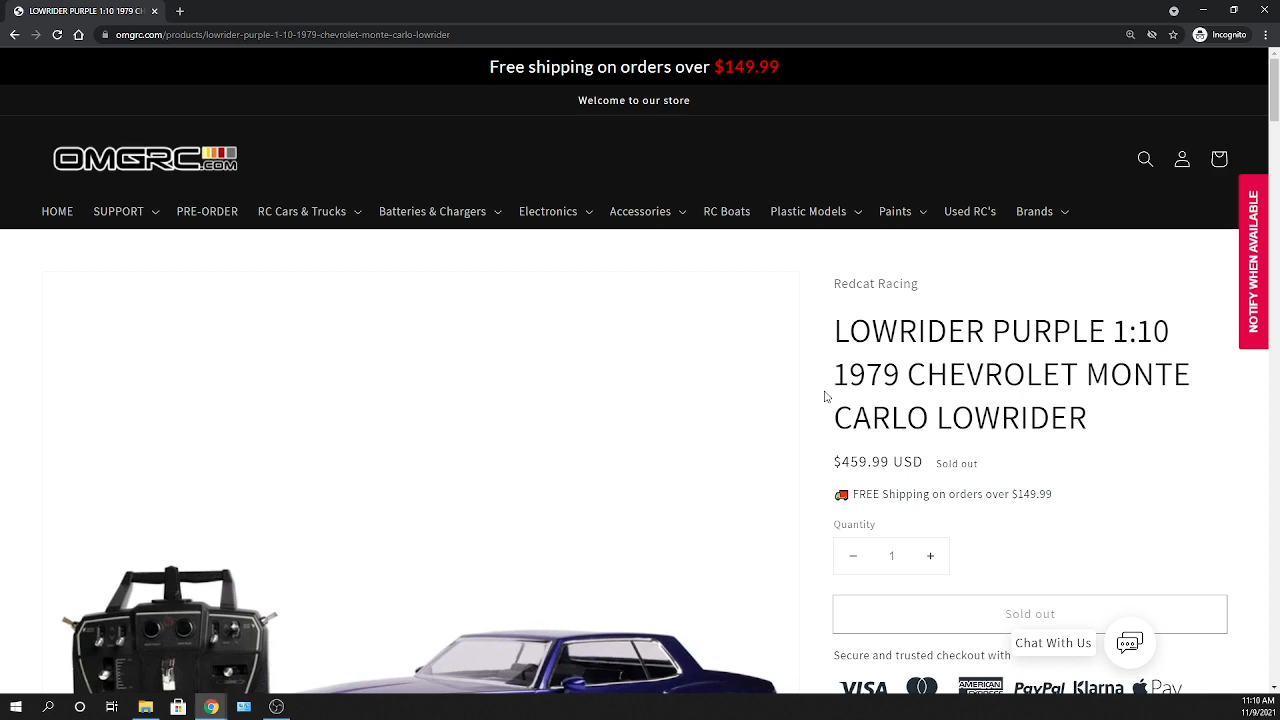 LOWRIDER PURPLE 1:10 1979 CH
omgrc.com/products/lowrider-purple-1-10-1979-chevrolet-monte-carlo-lowrider
Incognito
Free shipping on orders over $149.99
Welcome to our store
OMGRC.COM
HOME SUPPORT PRE-ORDER RC Cars & Trucks Batteries & Chargers Electronics Accessories RC Boats Plastic Models Paints Used RC's Brands
NOTIFY WHEN AVAILABLE
Redcat Racing
LOWRIDER PURPLE 1:10
1979 CHEVROLET MONTE
CARLO LOWRIDER
$459.99 USD Sold out
FREE Shipping on orders over $149.99
Quantity
− 1 +
Sold out
Chat With Us
Secure and trusted checkout with
VISA AMERICAN EXPRESS PayPal Klarna Pay
11:10 AM
11/9/2021